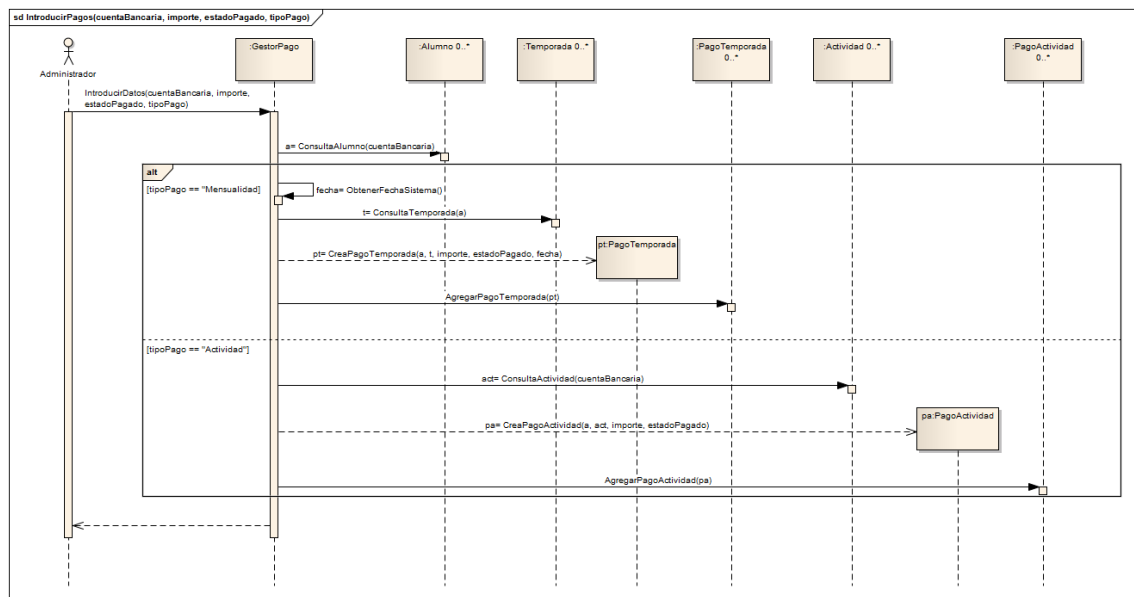 sd IntroducirPagos(cuentaBancaria, importe, estadoPagado, tipoPago)
Administrador
:GestorPago
:Alumno 0..*
:Temporada 0..*
:PagoTemporada
0..*
:Actividad 0..*
:PagoActividad
0..*
IntroducirDatos(cuentaBancaria, importe,
estadoPagado, tipoPago)
a= ConsultaAlumno(cuentaBancaria)
alt
[tipoPago == "Mensualidad]
fecha= ObtenerFechaSistema()
t= ConsultaTemporada(a)
pt:PagoTemporada
pt= CreaPagoTemporada(a, t, importe, estadoPagado, fecha)
AgregarPagoTemporada(pt)
[tipoPago == "Actividad"]
act= ConsultaActividad(cuentaBancaria)
pa:PagoActividad
pa= CreaPagoActividad(a, act, importe, estadoPagado)
AgregarPagoActividad(pa)